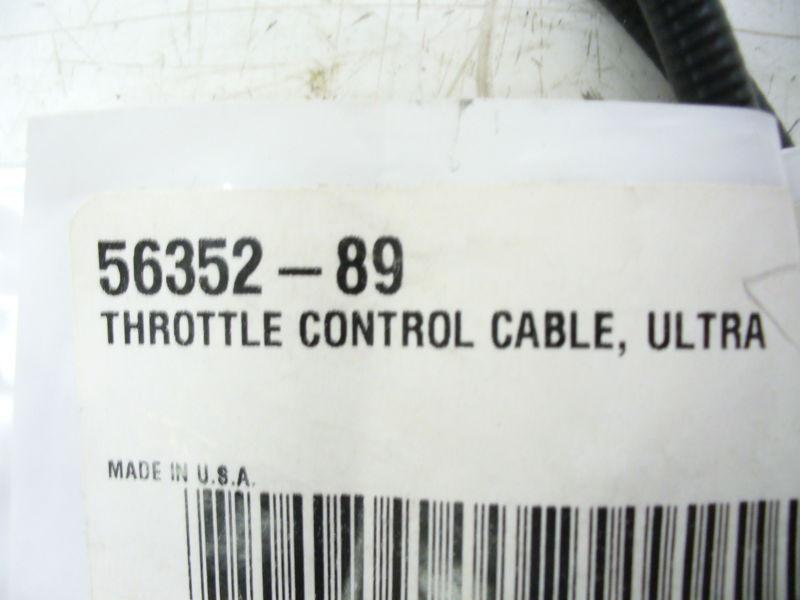 56352-89
THROTTLE CONTROL CABLE, ULTRA
MADE IN U.S.A.